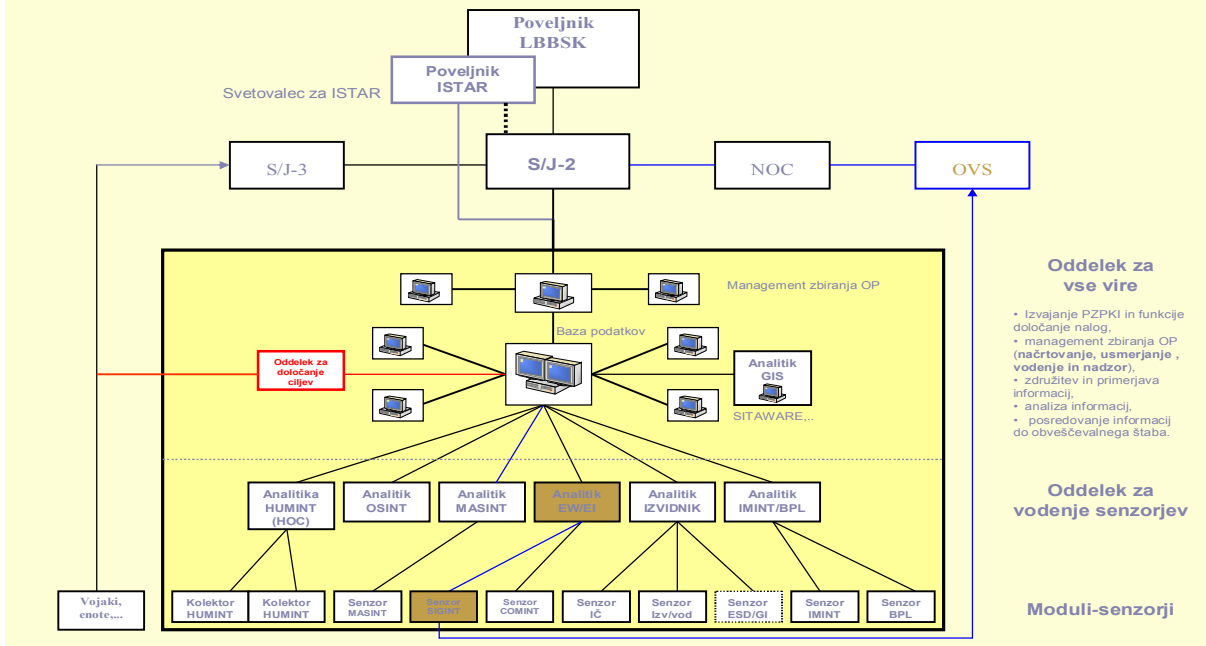 Poveljnik
LBBSK
Poveljnik
ISTAR
Svetovalec za ISTAR
S/J-3
S/J-2
NOC
OVS
Management zbiranja OP
Baza podatkov
Oddelek za
določanje
ciljev
Analitik
GIS
SITAWARE,..
Oddelek za
vse vire
• Izvajanje PZPKI in funkcije
določanje nalog,
• management zbiranja OP
(načrtovanje, usmerjanje ,
vodenje in nadzor),
• združitev in primerjava
informacij,
• analiza informacij,
• posredovanje informacij
do obveščevalnega štaba.
Analitika
HUMINT
(HOC)
Analitik
OSINT
Analitik
MASINT
Analitik
EW/EI
Analitik
IZVIDNIK
Analitik
IMINT/BPL
Oddelek za
vodenje senzorjev
Vojaki,
enote,...
Kolektor
HUMINT
Kolektor
HUMINT
Senzor
MASINT
Senzor
SIGINT
Senzor
COMINT
Senzor
IČ
Senzor
Izv/vod
Senzor
ESD/GI
Senzor
IMINT
Senzor
BPL
Moduli-senzorji